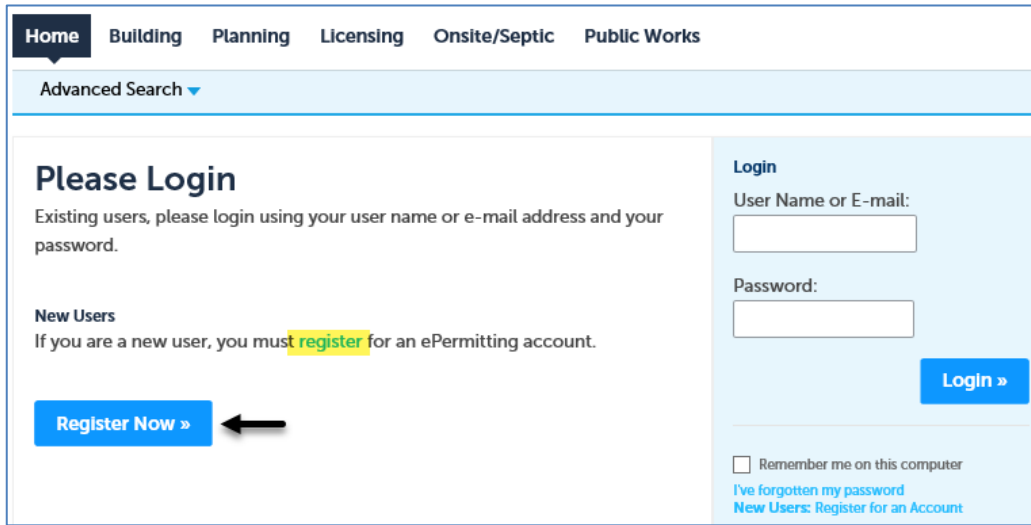 Home Building Planning Licensing Onsite/Septic Public Works
Advanced Search
Please Login
Existing users, please login using your user name or e-mail address and your
password.
New Users
If you are a new user, you must register for an ePermitting account.
Register Now »
Login
User Name or E-mail:
Password:
Login »
Remember me on this computer
I've forgotten my password
New Users: Register for an Account